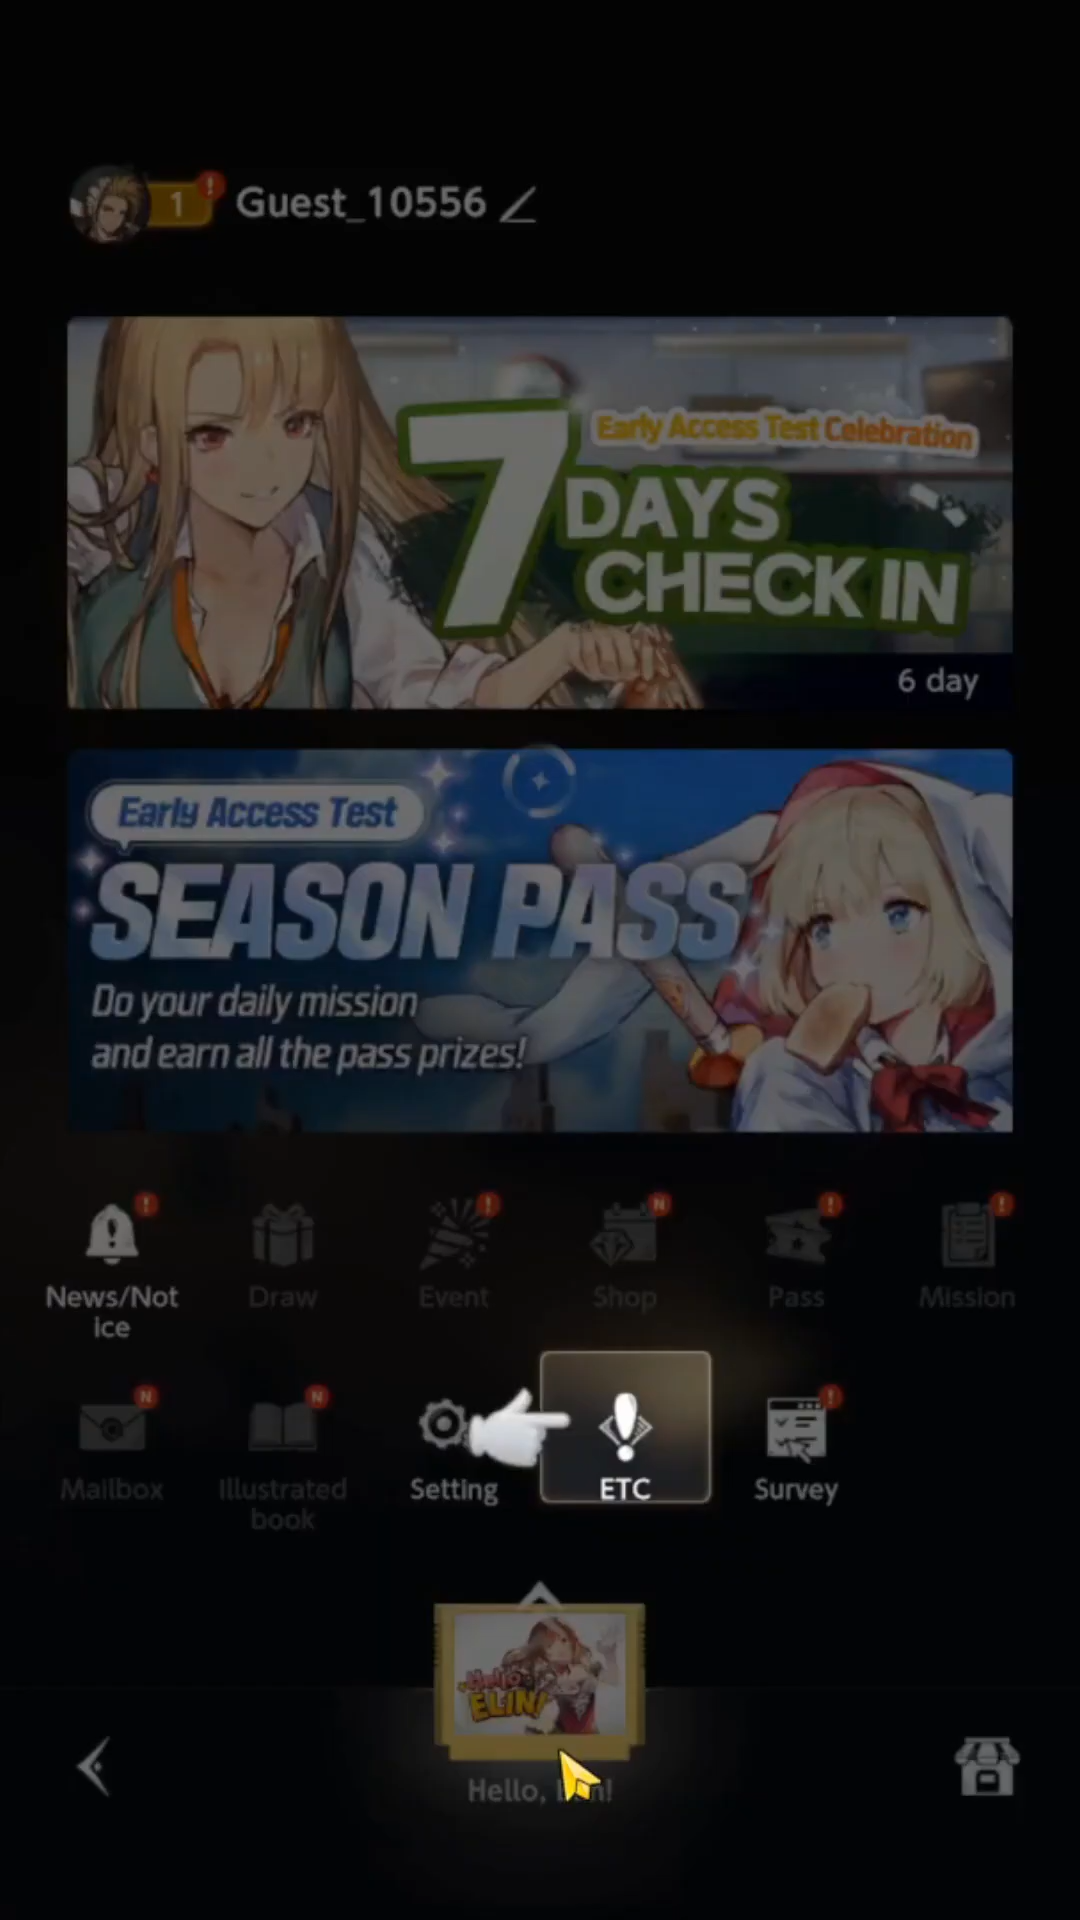 1
!
Guest_10556
7
Early Access Test Celebration
DAYS
CHECK IN
6 day
Early Access Test
SEASON PASS
Do your daily mission
and earn all the pass prizes!
! ! N ! !
News/Not
ice
Draw
Event
Shop
Pass
Mission
N N !
Mailbox
Illustrated
book
Setting
ETC
Survey
Hello
ELIN!
Hello,